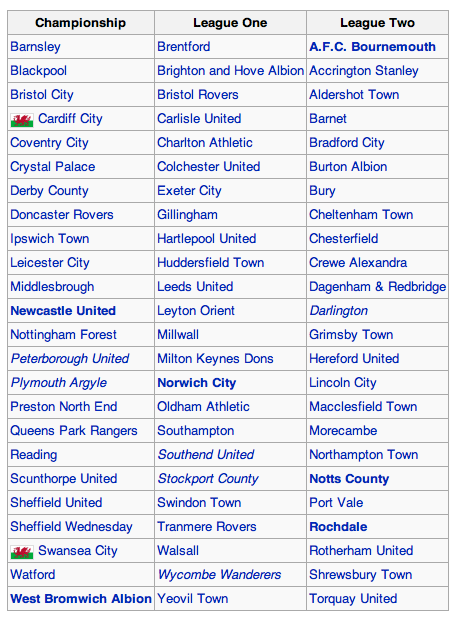 Championship League One League Two
Barnsley Brentford A.F.C. Bournemouth
Blackpool Brighton and Hove Albion Accrington Stanley
Bristol City Bristol Rovers Aldershot Town
Cardiff City Carlisle United Barnet
Coventry City Charlton Athletic Bradford City
Crystal Palace Colchester United Burton Albion
Derby County Exeter City Bury
Doncaster Rovers Gillingham Cheltenham Town
Ipswich Town Hartlepool United Chesterfield
Leicester City Huddersfield Town Crewe Alexandra
Middlesbrough Leeds United Dagenham & Redbridge
Newcastle United Leyton Orient Darlington
Nottingham Forest Millwall Grimsby Town
Peterborough United Milton Keynes Dons Hereford United
Plymouth Argyle Norwich City Lincoln City
Preston North End Oldham Athletic Macclesfield Town
Queens Park Rangers Southampton Morecambe
Reading Southend United Northampton Town
Scunthorpe United Stockport County Notts County
Sheffield United Swindon Town Port Vale
Sheffield Wednesday Tranmere Rovers Rochdale
Swansea City Walsall Rotherham United
Watford Wycombe Wanderers Shrewsbury Town
West Bromwich Albion Yeovil Town Torquay United